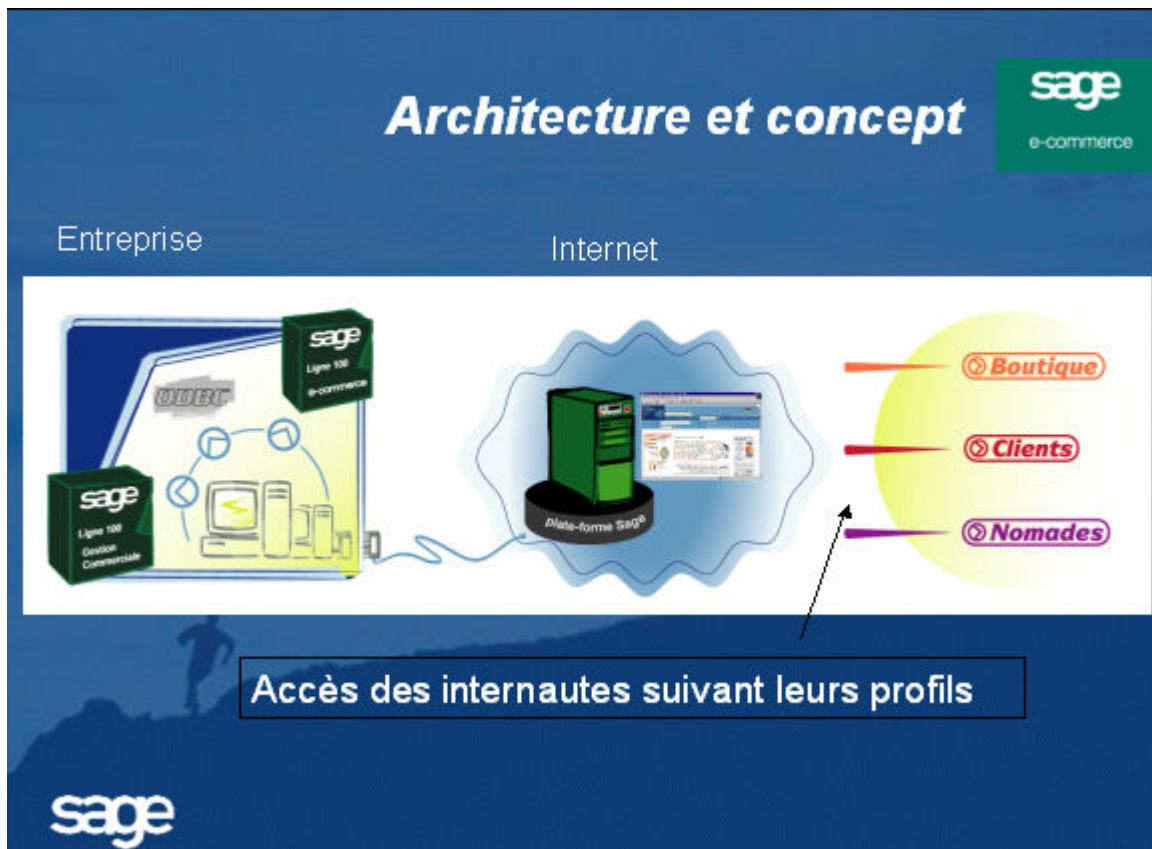 Architecture et concept
sage
e-commerce
Entreprise
Internet
sage
Ligne 100
e-commerce
ODBC
sage
Ligne 100
Gestion
Commerciale
plate-forme Sage
Boutique
Clients
Nomades
Accès des internautes suivant leurs profils
sage